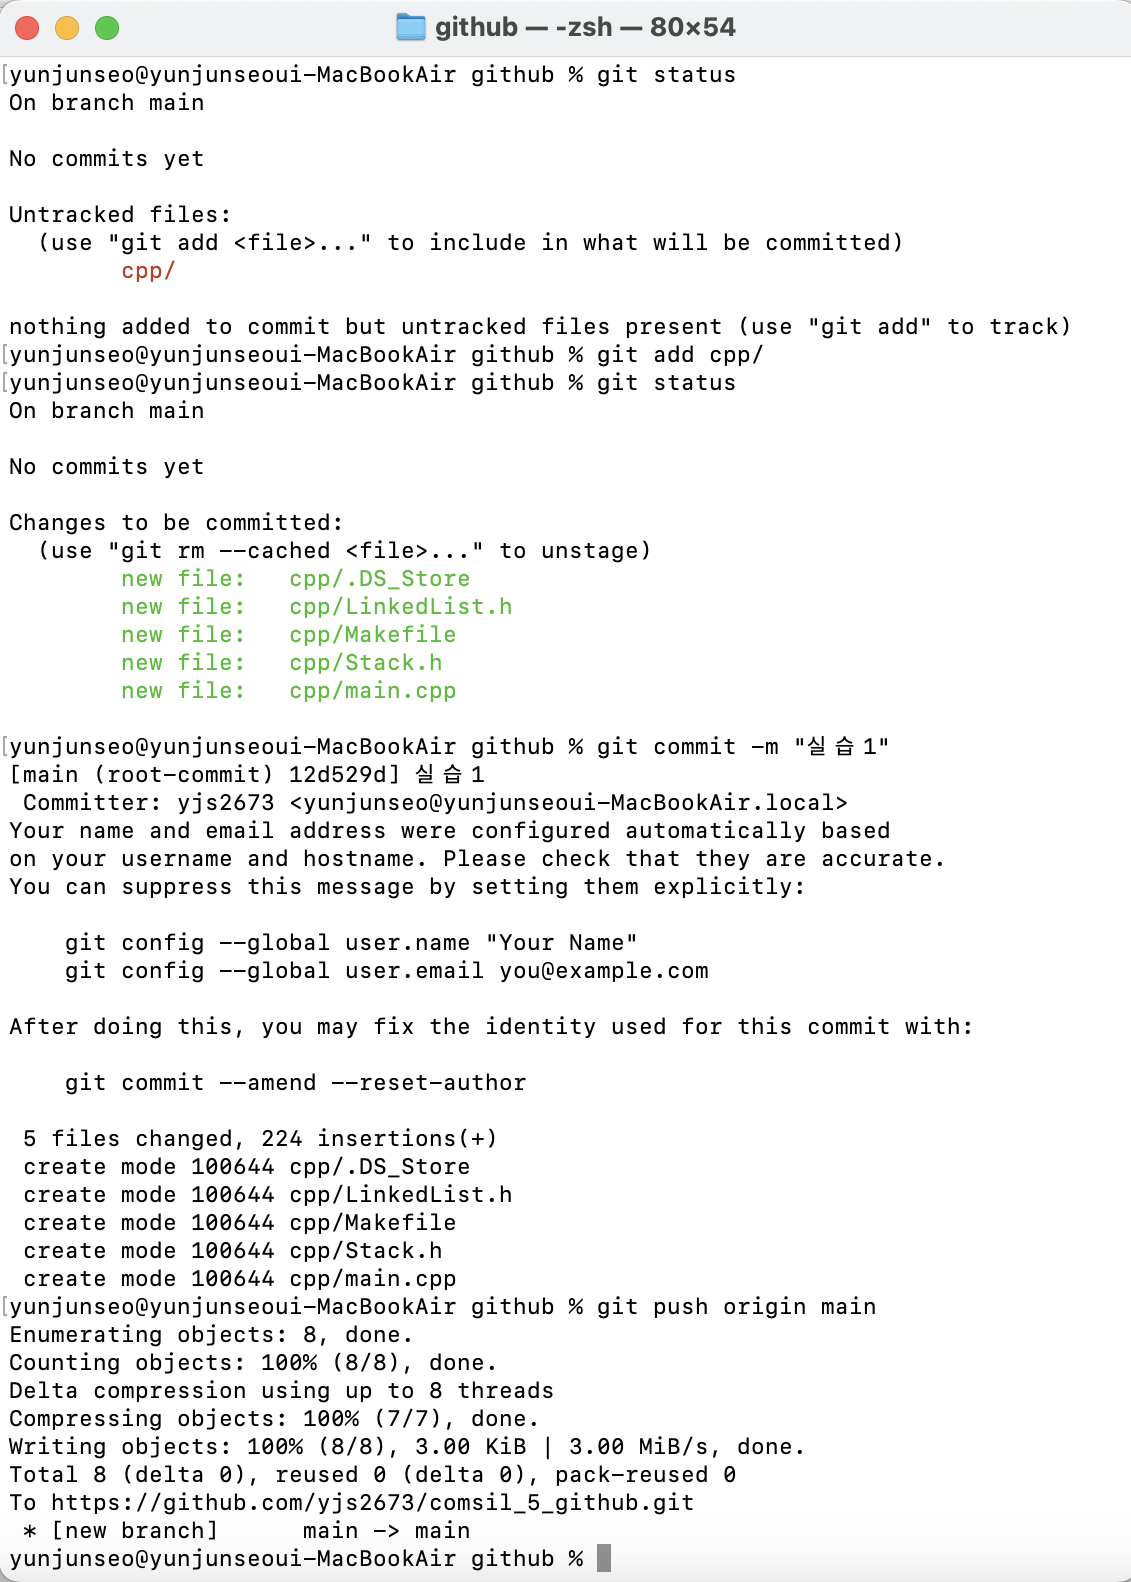 github — -zsh — 80×54
[yunjunseo@yunjunseoui-MacBookAir github % git status
On branch main
No commits yet
Untracked files:
(use "git add <file>..." to include in what will be committed)
cpp/
nothing added to commit but untracked files present (use "git add" to track)
[yunjunseo@yunjunseoui-MacBookAir github % git add cpp/
[yunjunseo@yunjunseoui-MacBookAir github % git status
On branch main
No commits yet
Changes to be committed:
(use "git rm --cached <file>..." to unstage)
new file:   cpp/.DS_Store
new file:   cpp/LinkedList.h
new file:   cpp/Makefile
new file:   cpp/Stack.h
new file:   cpp/main.cpp
[yunjunseo@yunjunseoui-MacBookAir github % git commit -m "실습1"
[main (root-commit) 12d529d] 실습1
Committer: yjs2673 <yunjunseo@yunjunseoui-MacBookAir.local>
Your name and email address were configured automatically based
on your username and hostname. Please check that they are accurate.
You can suppress this message by setting them explicitly:
git config --global user.name "Your Name"
git config --global user.email you@example.com
After doing this, you may fix the identity used for this commit with:
git commit --amend --reset-author
5 files changed, 224 insertions(+)
create mode 100644 cpp/.DS_Store
create mode 100644 cpp/LinkedList.h
create mode 100644 cpp/Makefile
create mode 100644 cpp/Stack.h
create mode 100644 cpp/main.cpp
[yunjunseo@yunjunseoui-MacBookAir github % git push origin main
Enumerating objects: 8, done.
Counting objects: 100% (8/8), done.
Delta compression using up to 8 threads
Compressing objects: 100% (7/7), done.
Writing objects: 100% (8/8), 3.00 KiB | 3.00 MiB/s, done.
Total 8 (delta 0), reused 0 (delta 0), pack-reused 0
To https://github.com/yjs2673/comsil_5_github.git
* [new branch]      main -> main
yunjunseo@yunjunseoui-MacBookAir github %